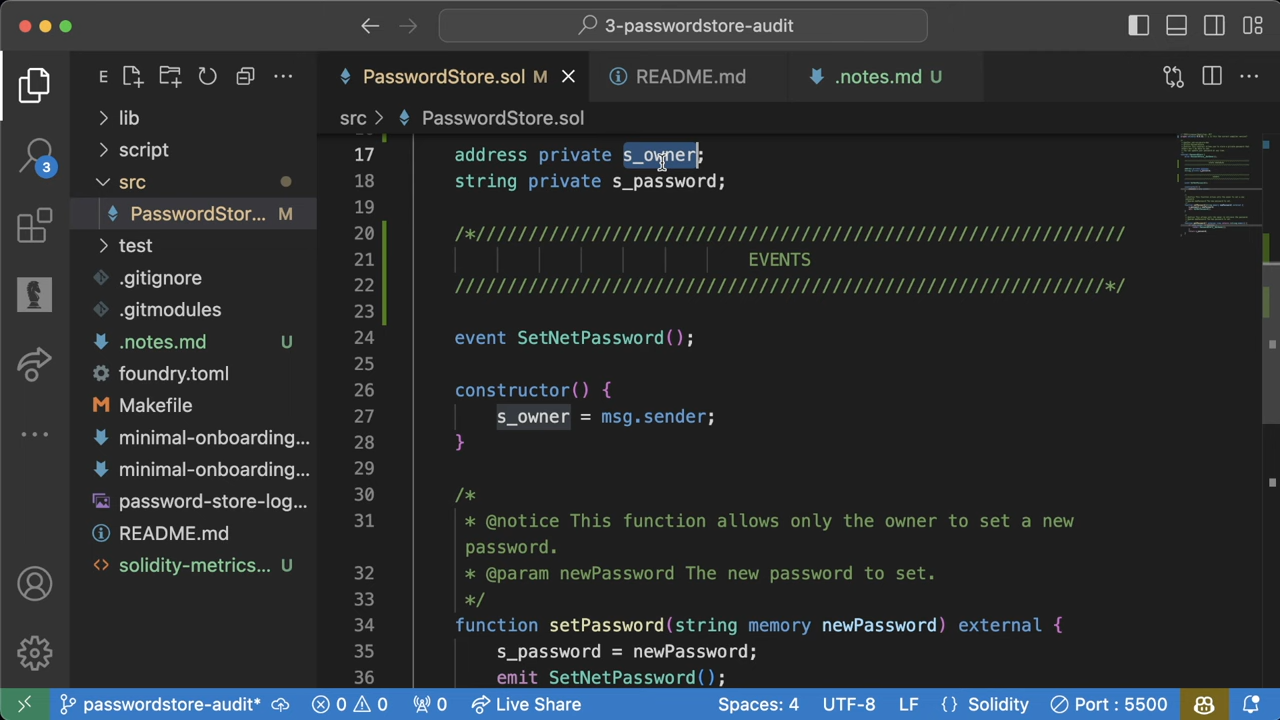 3-passwordstore-audit
E
PasswordStore.sol M
README.md
.notes.md U
src > PasswordStore.sol
lib
script
src
PasswordStor... M
test
.gitignore
.gitmodules
.notes.md U
foundry.toml
Makefile
minimal-onboarding...
minimal-onboarding...
password-store-log...
README.md
solidity-metrics... U
3
17 address private s_owner;
18 string private s_password;
19
20 /*//////////////////////////////////////////////////////////////
21 EVENTS
22 //////////////////////////////////////////////////////////////*/
23
24 event SetNetPassword();
25
26 constructor() {
27 s_owner = msg.sender;
28 }
29
30 /*
31 * @notice This function allows only the owner to set a new
password.
32 * @param newPassword The new password to set.
33 */
34 function setPassword(string memory newPassword) external {
35 s_password = newPassword;
36 emit SetNetPassword();
passwordstore-audit* 0 0 0 Live Share Spaces: 4 UTF-8 LF {} Solidity Port : 5500